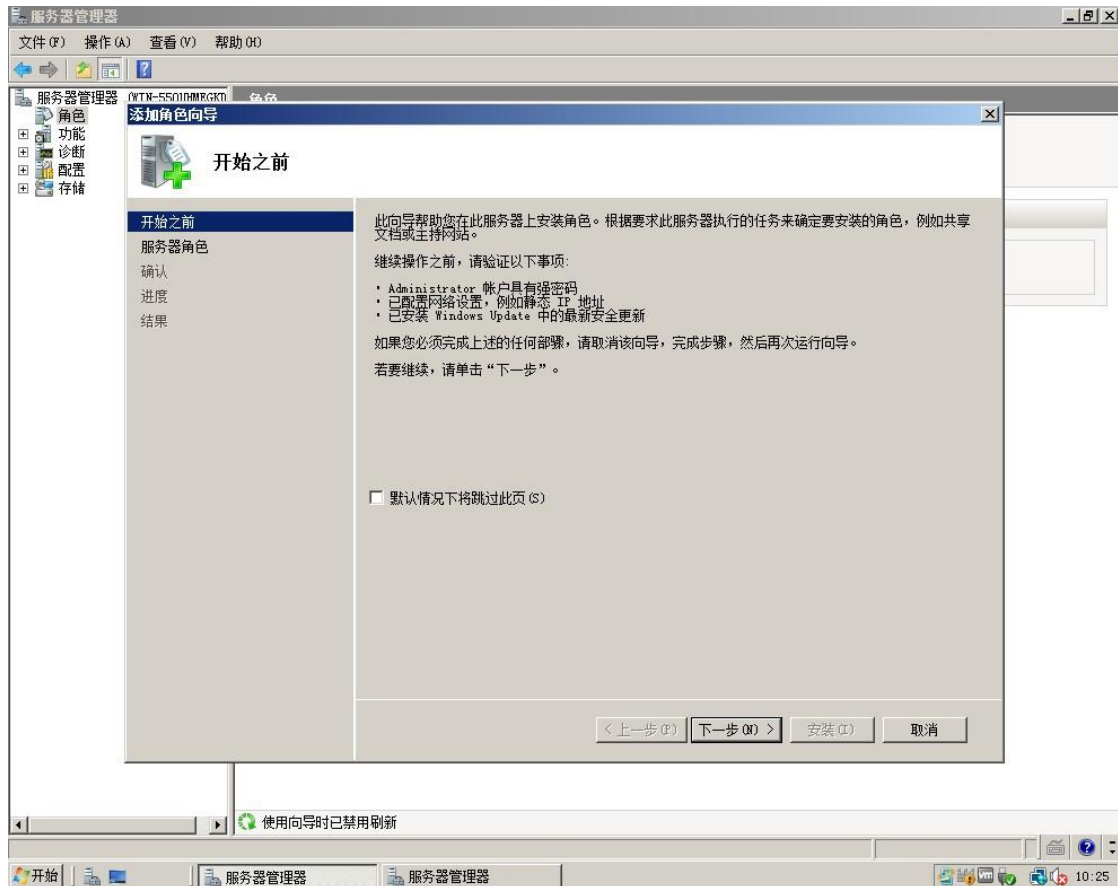 服务器管理器
文件(F) 操作(A) 查看(V) 帮助(H)
服务器管理器
角色
角色
功能
诊断
配置
存储
添加角色向导
开始之前
开始之前
服务器角色
确认
进度
结果
此向导帮助您在此服务器上安装角色。根据要求此服务器执行的任务来确定要安装的角色，例如共享
文档或主持网站。
继续操作之前，请验证以下事项:
• Administrator 帐户具有强密码
• 已配置网络设置，例如静态 IP 地址
• 已安装 Windows Update 中的最新安全更新
如果您必须完成上述的任何部骤，请取消该向导，完成步骤，然后再次运行向导。
若要继续，请单击“下一步”。
默认情况下将跳过此页(S)
< 上一步(P) 下一步(N) > 安装(I) 取消
使用向导时已禁用刷新
开始 服务器管理器 服务器管理器 10:25